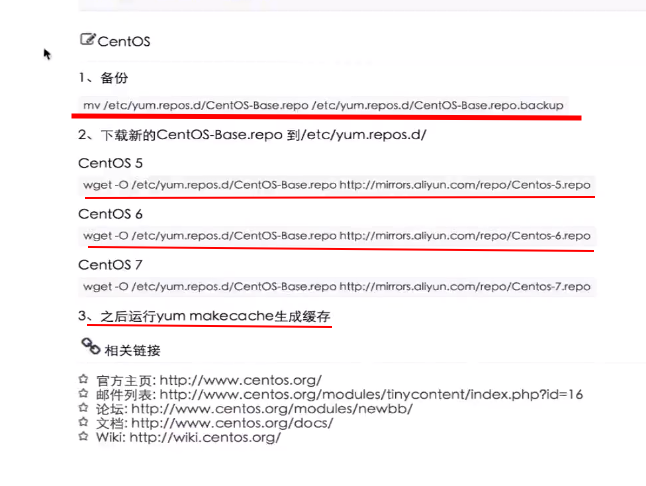 CentOS
1、备份
mv /etc/yum.repos.d/CentOS-Base.repo /etc/yum.repos.d/CentOS-Base.repo.backup
2、下载新的CentOS-Base.repo 到/etc/yum.repos.d/
CentOS 5
wget -O /etc/yum.repos.d/CentOS-Base.repo http://mirrors.aliyun.com/repo/Centos-5.repo
CentOS 6
wget -O /etc/yum.repos.d/CentOS-Base.repo http://mirrors.aliyun.com/repo/Centos-6.repo
CentOS 7
wget -O /etc/yum.repos.d/CentOS-Base.repo http://mirrors.aliyun.com/repo/Centos-7.repo
3、之后运行yum makecache生成缓存
相关链接
官方主页: http://www.centos.org/
邮件列表: http://www.centos.org/modules/tinycontent/index.php?id=16
论坛: http://www.centos.org/modules/newbb/
文档: http://www.centos.org/docs/
Wiki: http://wiki.centos.org/